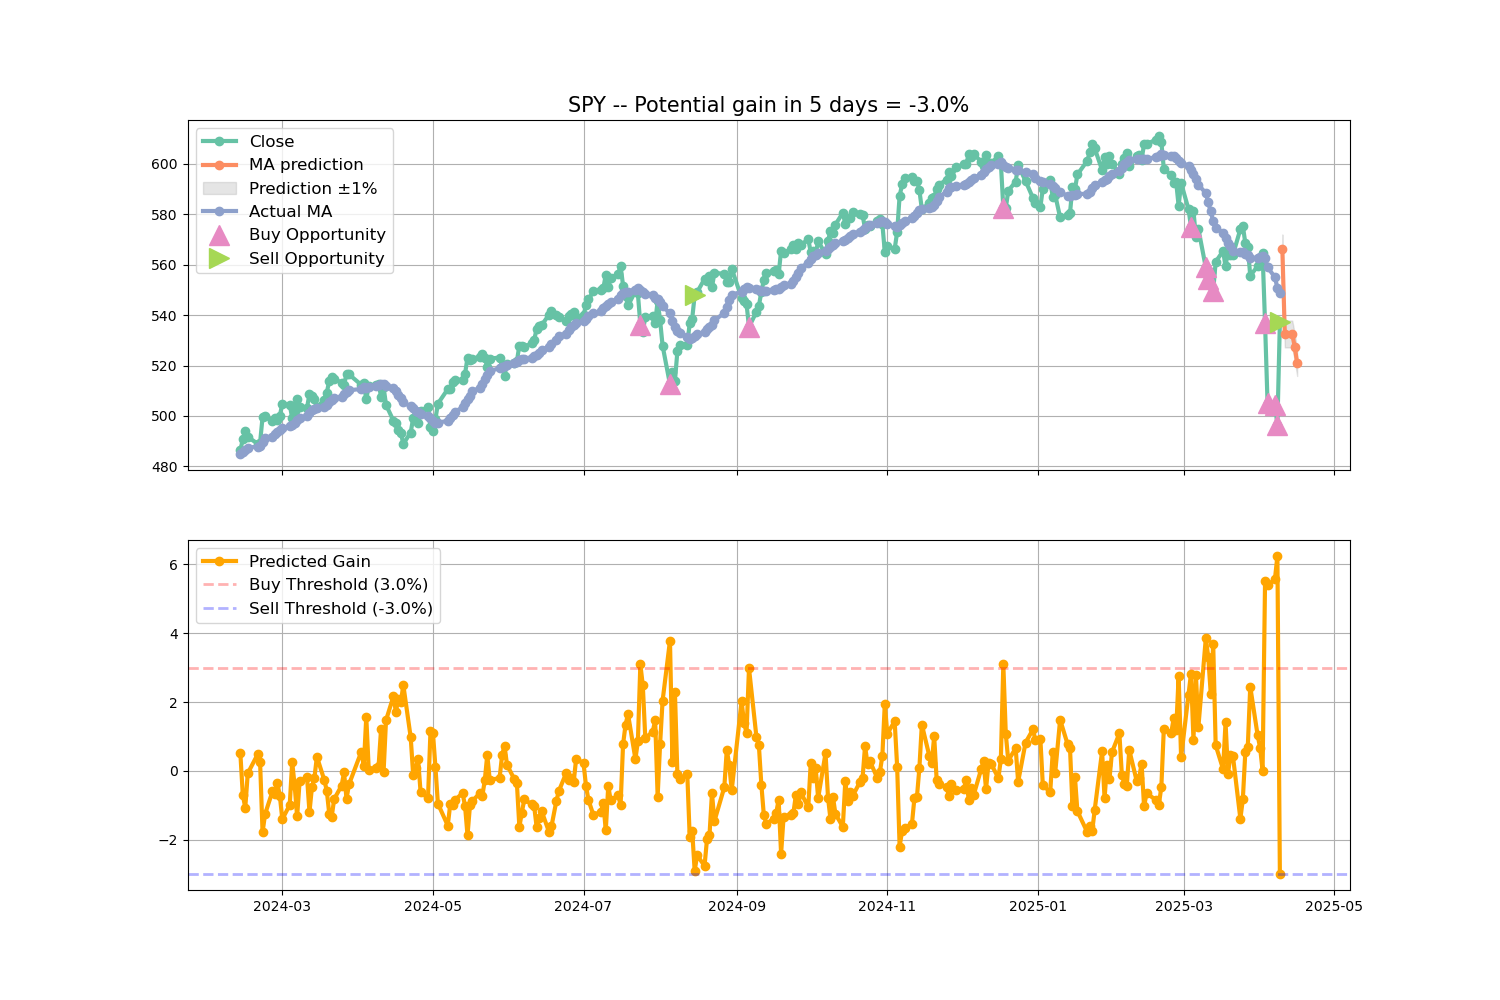 SPY -- Potential gain in 5 days = -3.0%
Close
MA prediction
Prediction ±1%
Actual MA
Buy Opportunity
Sell Opportunity
600
580
560
540
520
500
480
Predicted Gain
Buy Threshold (3.0%)
Sell Threshold (-3.0%)
6
4
2
0
−2
2024-03 2024-05 2024-07 2024-09 2024-11 2025-01 2025-03 2025-05